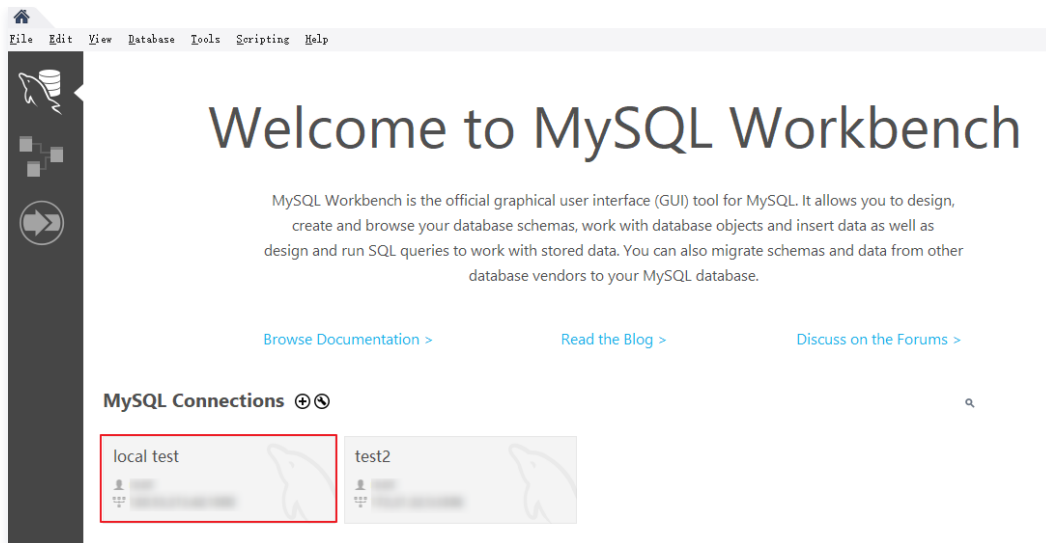 File Edit View Database Tools Scripting Help
Welcome to MySQL Workbench
MySQL Workbench is the official graphical user interface (GUI) tool for MySQL. It allows you to design,
create and browse your database schemas, work with database objects and insert data as well as
design and run SQL queries to work with stored data. You can also migrate schemas and data from other
database vendors to your MySQL database.
Browse Documentation > Read the Blog > Discuss on the Forums >
MySQL Connections
local test test2